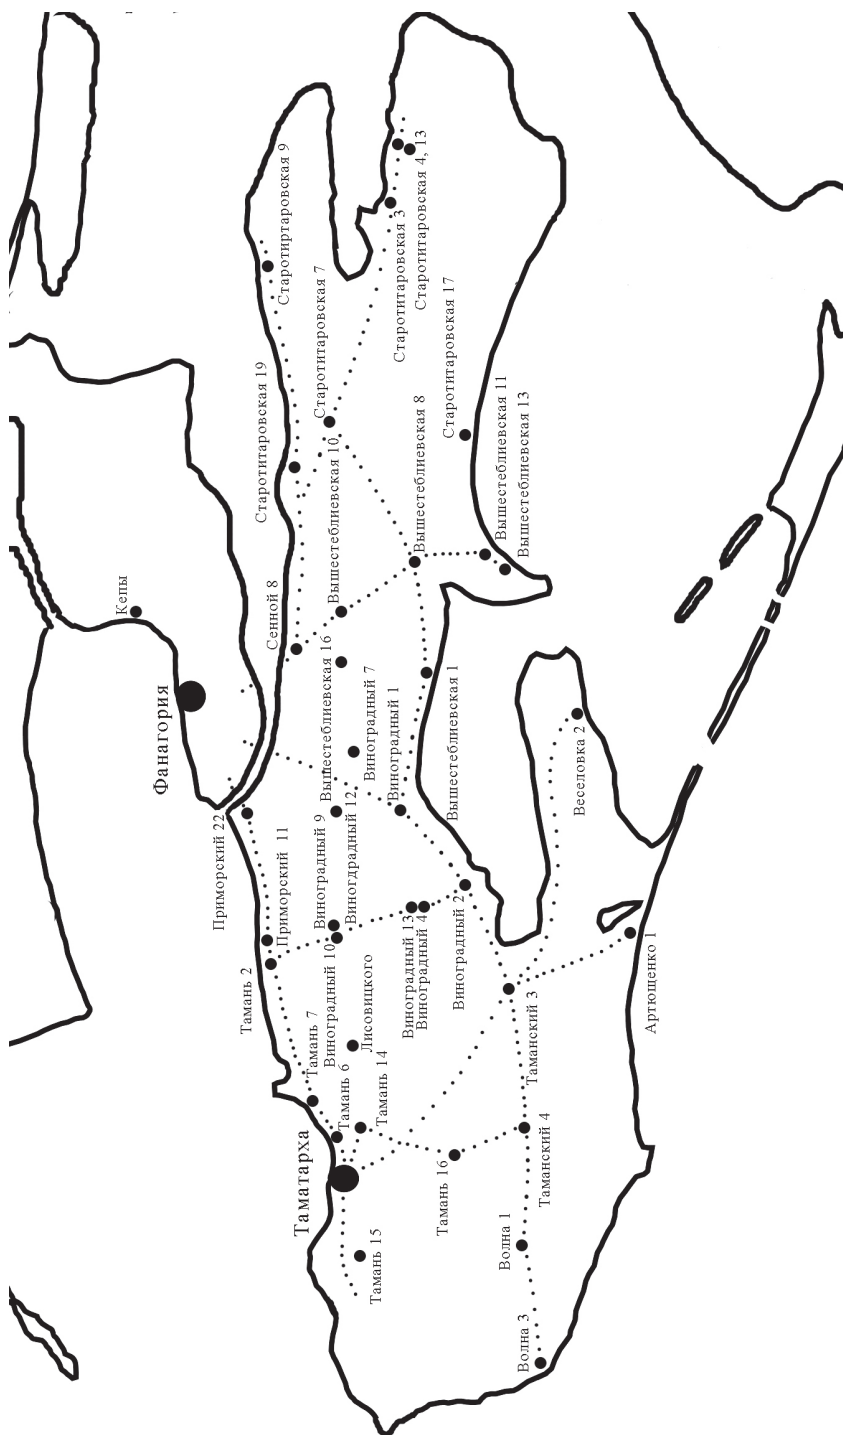 Кепы
Фанагория
Старотиртаровская 9
Старотитаровская 4, 13
Старотитаровская 3
Старотитаровская 7
Старотитаровская 17
Старотитаровская 19
Вышестеблиевская 10
Вышестеблиевская 8
Вышестеблиевская 11
Вышестеблиевская 13
Сенной 8
Вышестеблиевская 16
Виноградный 7
Виноградный 1
Вышестеблиевская 1
Веселовка 2
Приморский 22
Приморский 11
Виноградный 9
Виногдрадный 12
Тамань 2
Виноградный 10
Виноградный 13
Виноградный 4
Виноградный 2
Лисовицкого
Тамань 7
Тамань 6
Тамань 14
Таманский 3
Артющенко 1
Таматарха
Тамань 16
Таманский 4
Тамань 15
Волна 1
Волна 3